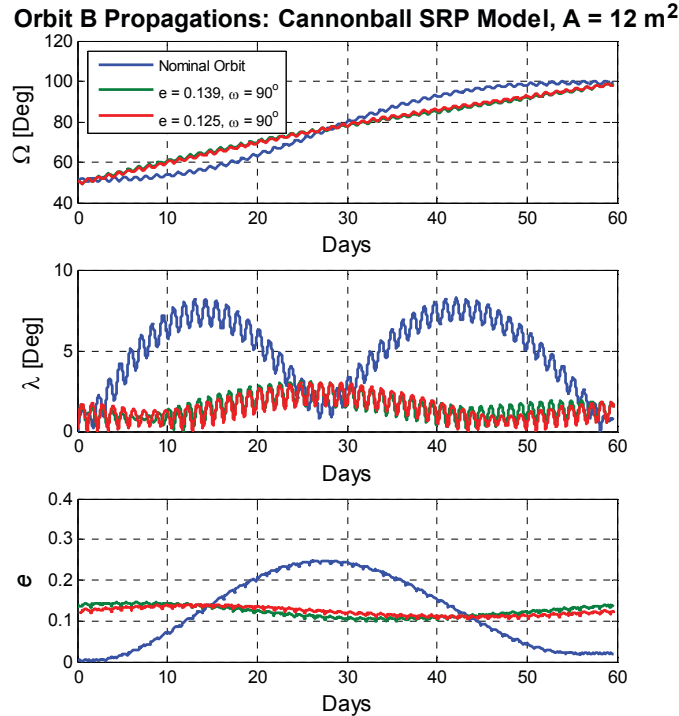 Orbit B Propagations: Cannonball SRP Model, A = 12 m²
120
100
80
60
40
Ω [Deg]
Nominal Orbit
e = 0.139, ω = 90°
e = 0.125, ω = 90°
0 10 20 30 40 50 60
Days
10
5
0
λ [Deg]
0 10 20 30 40 50 60
Days
0.4
0.3
0.2
0.1
0
e
0 10 20 30 40 50 60
Days